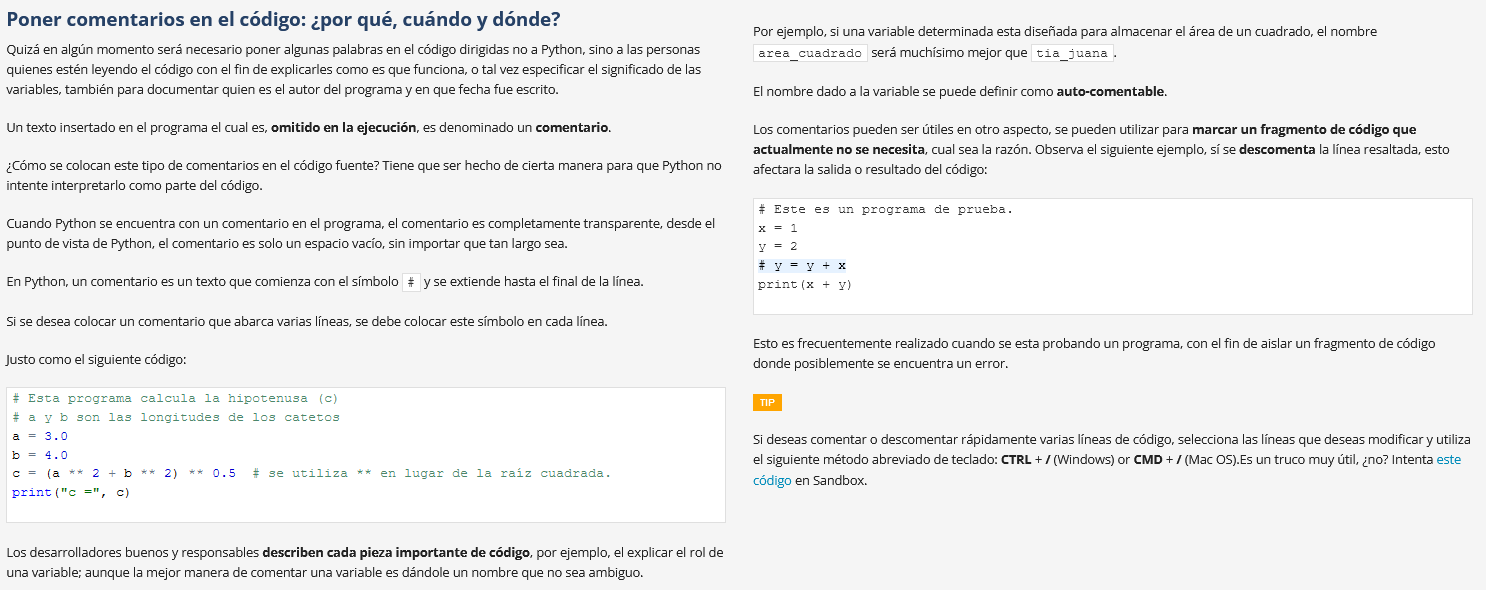 Poner comentarios en el código: ¿por qué, cuándo y dónde?
Quizá en algún momento será necesario poner algunas palabras en el código dirigidas no a Python, sino a las personas
quienes estén leyendo el código con el fin de explicarles como es que funciona, o tal vez especificar el significado de las
variables, también para documentar quien es el autor del programa y en que fecha fue escrito.
Un texto insertado en el programa el cual es, omitido en la ejecución, es denominado un comentario.
¿Cómo se colocan este tipo de comentarios en el código fuente? Tiene que ser hecho de cierta manera para que Python no
intente interpretarlo como parte del código.
Cuando Python se encuentra con un comentario en el programa, el comentario es completamente transparente, desde el
punto de vista de Python, el comentario es solo un espacio vacío, sin importar que tan largo sea.
En Python, un comentario es un texto que comienza con el símbolo # y se extiende hasta el final de la línea.
Si se desea colocar un comentario que abarca varias líneas, se debe colocar este símbolo en cada línea.
Justo como el siguiente código:
# Esta programa calcula la hipotenusa (c)
# a y b son las longitudes de los catetos
a = 3.0
b = 4.0
c = (a ** 2 + b ** 2) ** 0.5  # se utiliza ** en lugar de la raíz cuadrada.
print("c =", c)
Los desarrolladores buenos y responsables describen cada pieza importante de código, por ejemplo, el explicar el rol de
una variable; aunque la mejor manera de comentar una variable es dándole un nombre que no sea ambiguo.
Por ejemplo, si una variable determinada esta diseñada para almacenar el área de un cuadrado, el nombre
area_cuadrado será muchísimo mejor que tia_juana.
El nombre dado a la variable se puede definir como auto-comentable.
Los comentarios pueden ser útiles en otro aspecto, se pueden utilizar para marcar un fragmento de código que
actualmente no se necesita, cual sea la razón. Observa el siguiente ejemplo, sí se descomenta la línea resaltada, esto
afectara la salida o resultado del código:
# Este es un programa de prueba.
x = 1
y = 2
# y = y + x
print(x + y)
Esto es frecuentemente realizado cuando se esta probando un programa, con el fin de aislar un fragmento de código
donde posiblemente se encuentra un error.
TIP
Si deseas comentar o descomentar rápidamente varias líneas de código, selecciona las líneas que deseas modificar y utiliza
el siguiente método abreviado de teclado: CTRL + / (Windows) or CMD + / (Mac OS).Es un truco muy útil, ¿no? Intenta este
código en Sandbox.